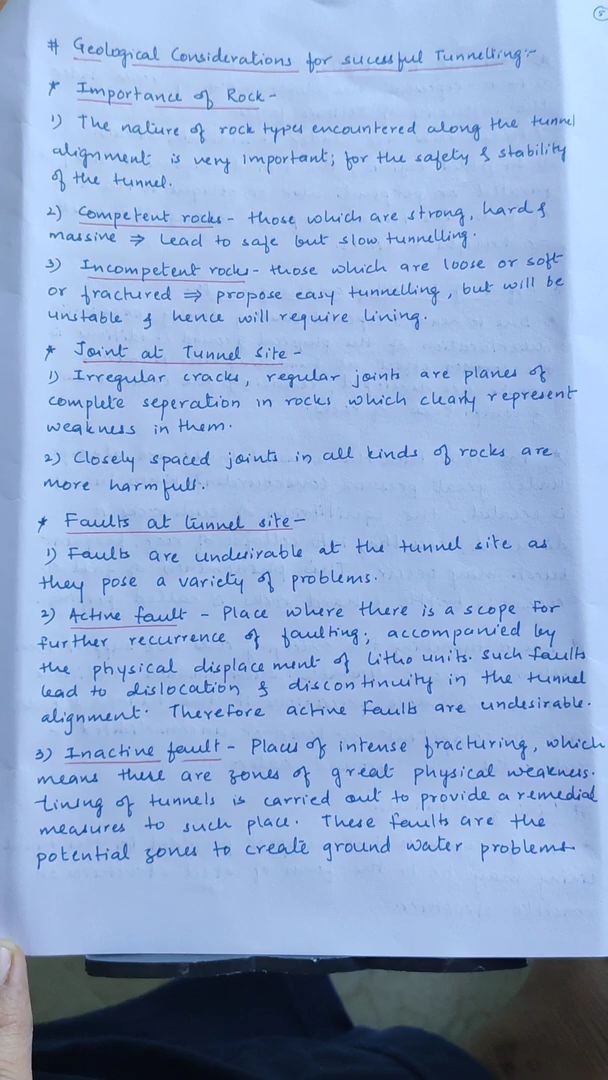 # Geological Considerations for sucessful Tunnelling:-
* Importance of Rock -
1) The nature of rock types encountered along the tunnel
alignment is very important; for the safety & stability
of the tunnel.
2) Competent rocks - those which are strong, hard &
massive ⇒ Lead to safe but slow tunnelling.
3) Incompetent rocks - those which are loose or soft
or fractured ⇒ propose easy tunnelling, but will be
unstable & hence will require lining.
* Joint at Tunnel Site -
1) Irregular cracks, regular joints are planes of
complete seperation in rocks which clearly represent
weakness in them.
2) Closely spaced joints in all kinds of rocks are
more harmfull.
* Faults at tunnel site -
1) Faults are undesirable at the tunnel site as
they pose a variety of problems.
2) Active fault - Place where there is a scope for
further recurrence of faulting; accompanied by
the physical displacement of Litho units. such faults
lead to dislocation & discontinuity in the tunnel
alignment. Therefore active faults are undesirable.
3) Inactive fault - Places of intense fracturing, which
means these are zones of great physical weakness.
Lining of tunnels is carried out to provide a remedial
measures to such place. These faults are the
potential zones to create ground water problems